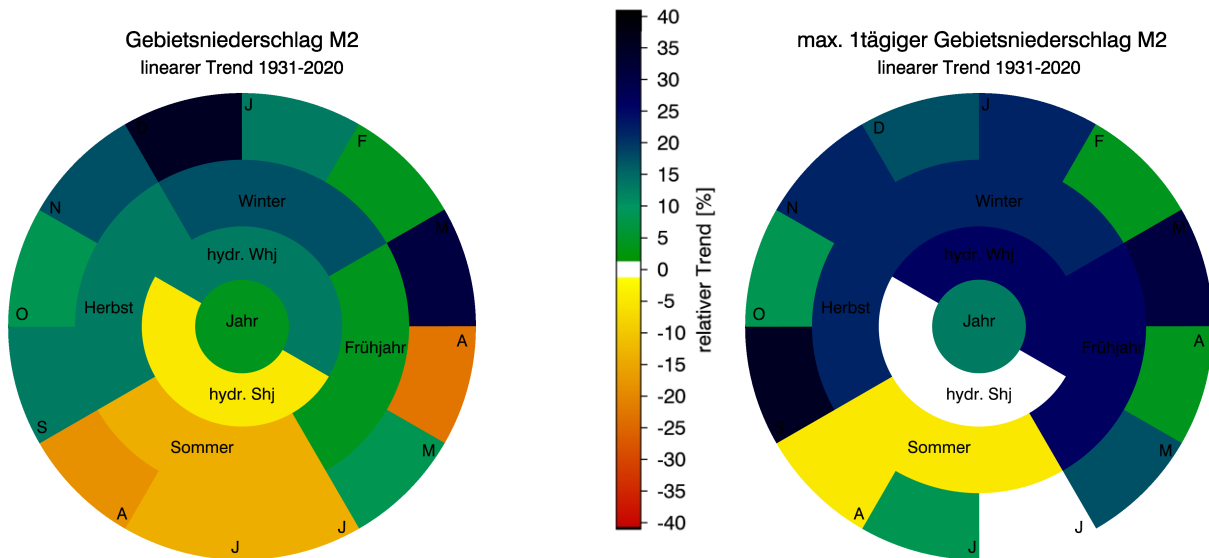 Gebietsniederschlag M2
linearer Trend 1931-2020
J
F
M
A
M
J
J
A
S
O
N
D
Winter
hydr. Whj
Herbst
Jahr
Frühjahr
hydr. Shj
Sommer
40
35
30
25
20
15
10
5
0
-5
-10
-15
-20
-25
-30
-35
-40
relativer Trend [%]
max. 1tägiger Gebietsniederschlag M2
linearer Trend 1931-2020
J
F
M
A
M
J
J
A
O
N
D
Winter
hydr. Whj
Herbst
Jahr
Frühjahr
hydr. Shj
Sommer